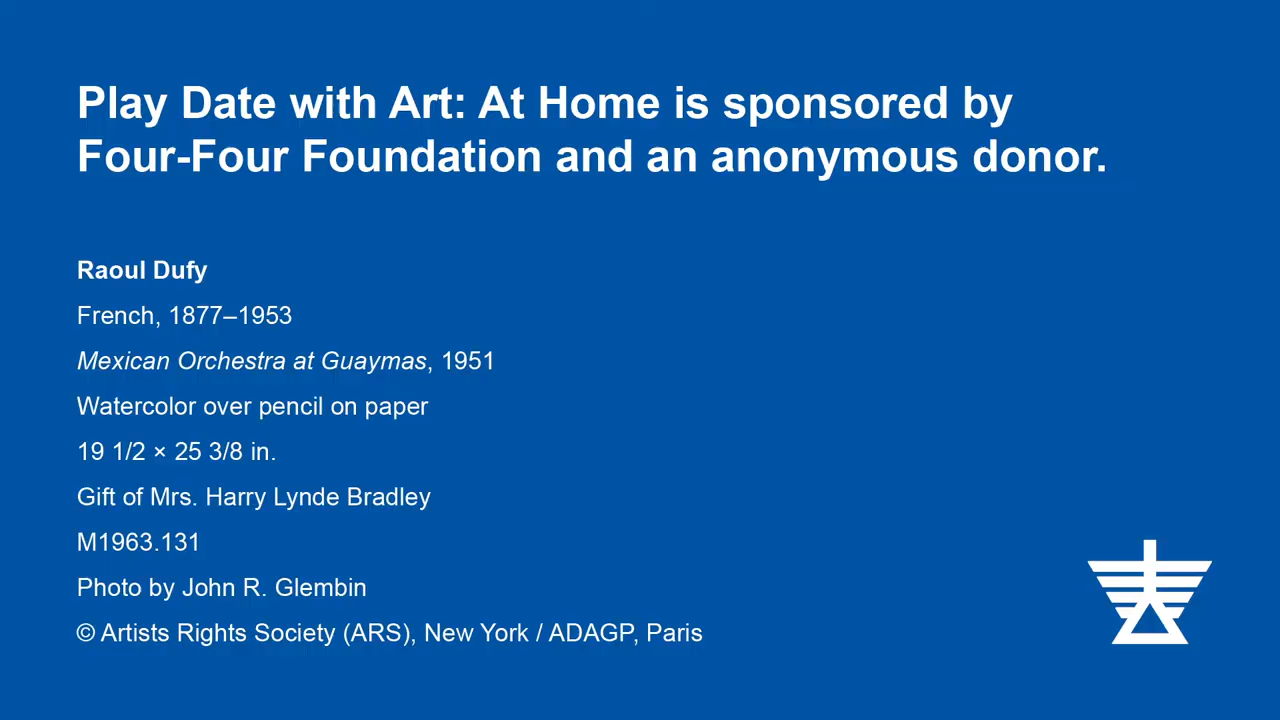 Play Date with Art: At Home is sponsored by
Four-Four Foundation and an anonymous donor.
Raoul Dufy
French, 1877–1953
Mexican Orchestra at Guaymas, 1951
Watercolor over pencil on paper
19 1/2 × 25 3/8 in.
Gift of Mrs. Harry Lynde Bradley
M1963.131
Photo by John R. Glembin
© Artists Rights Society (ARS), New York / ADAGP, Paris